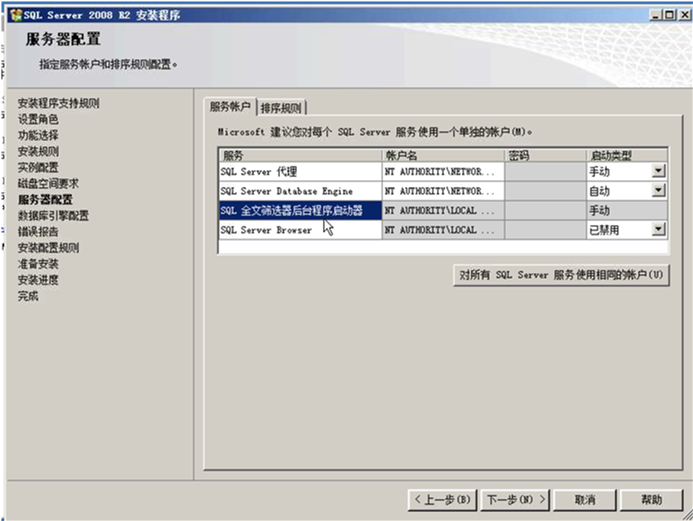 SQL Server 2008 R2 安装程序
服务器配置
指定服务帐户和排序规则配置。
安装程序支持规则
设置角色
功能选择
安装规则
实例配置
磁盘空间要求
服务器配置
数据库引擎配置
错误报告
安装配置规则
准备安装
安装进度
完成
服务帐户 排序规则
Microsoft 建议您对每个 SQL Server 服务使用一个单独的帐户(M)。
服务 帐户名 密码 启动类型
SQL Server 代理 NT AUTHORITY\NETWOR... 手动
SQL Server Database Engine NT AUTHORITY\NETWOR... 自动
SQL 全文筛选器后台程序启动器 NT AUTHORITY\LOCAL ... 手动
SQL Server Browser NT AUTHORITY\LOCAL ... 已禁用
对所有 SQL Server 服务使用相同的帐户(U)
< 上一步(B) 下一步(N) > 取消 帮助